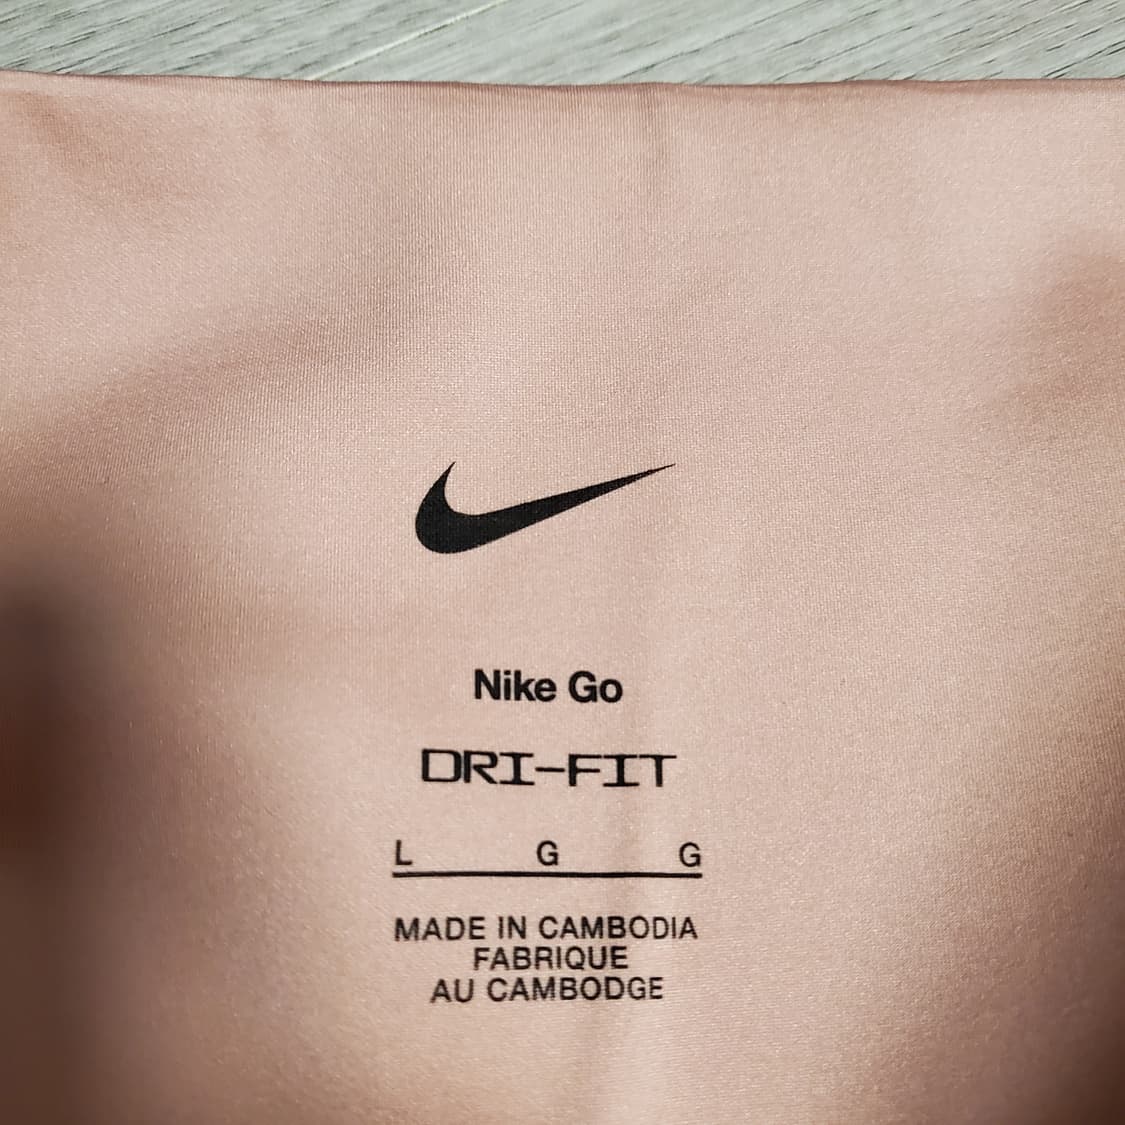 Nike Go
DRI-FIT
L G G
MADE IN CAMBODIA
FABRIQUE
AU CAMBODGE